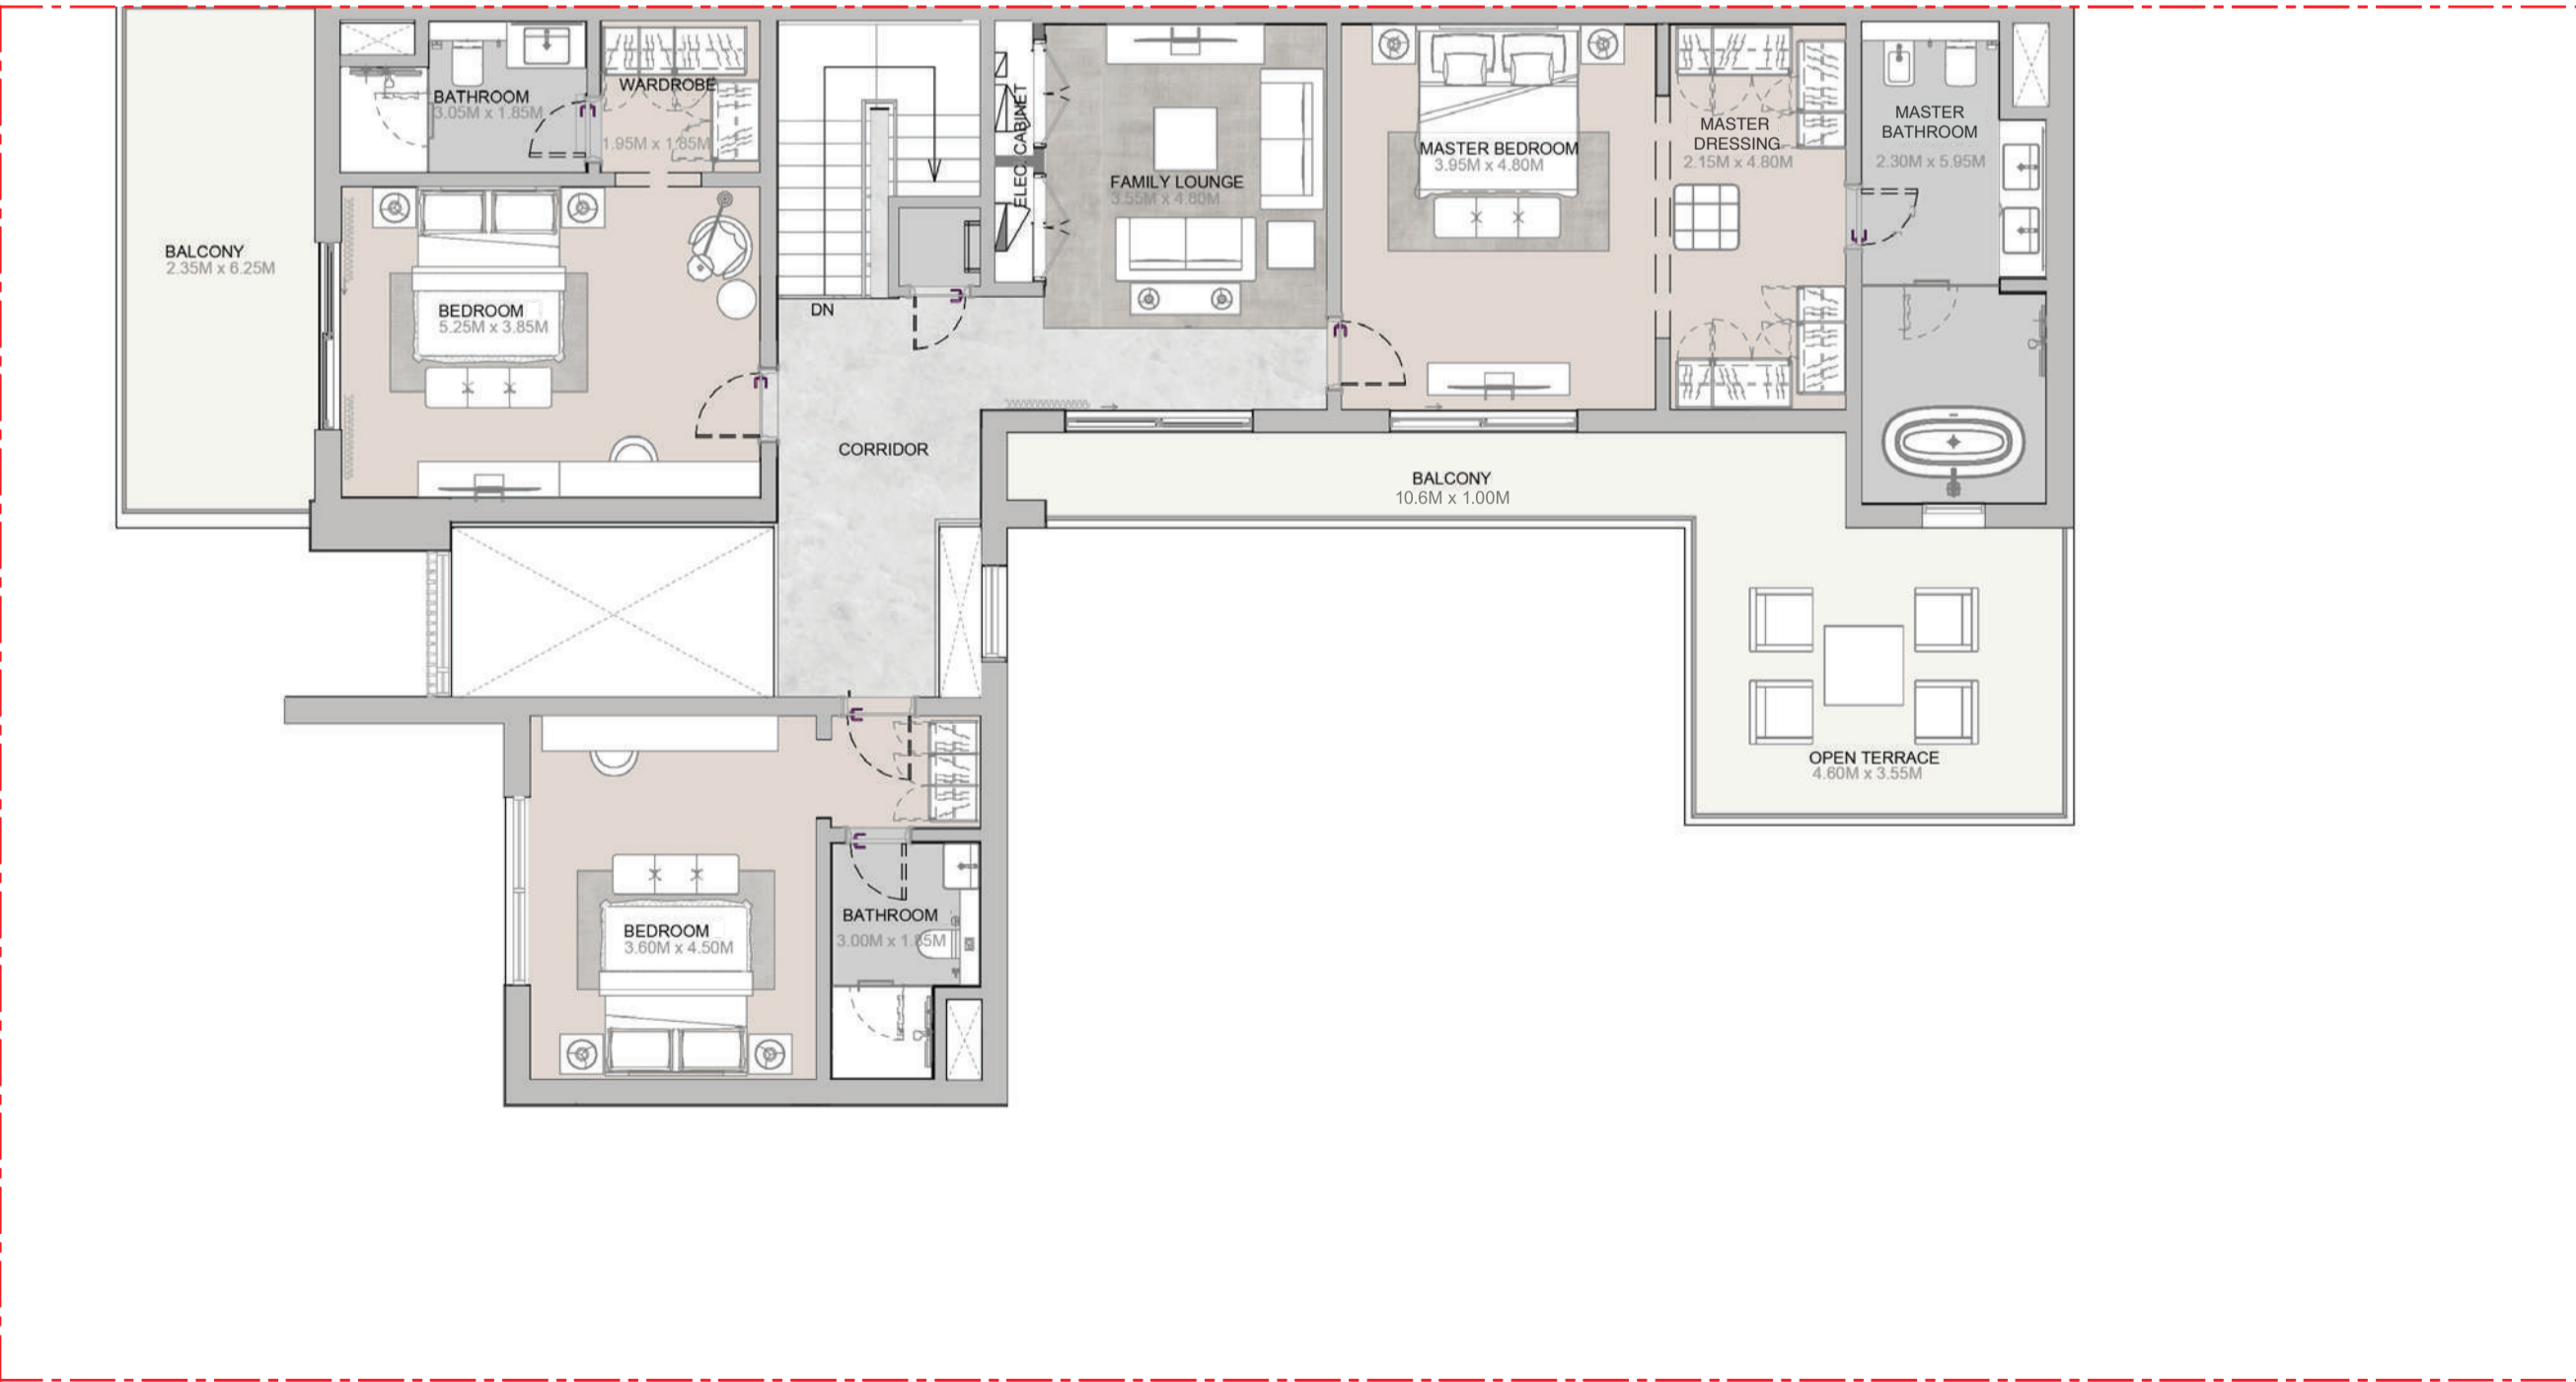 BATHROOM
3.05M x 1.85M
WARDROBE
1.95M x 1.85M
BALCONY
2.35M x 6.25M
BEDROOM
5.25M x 3.85M
DN
ELEC. CABINET
FAMILY LOUNGE
3.55M x 4.80M
MASTER BEDROOM
3.95M x 4.80M
MASTER
DRESSING
2.15M x 4.80M
MASTER
BATHROOM
2.30M x 5.95M
CORRIDOR
BALCONY
10.6M x 1.00M
OPEN TERRACE
4.60M x 3.55M
BEDROOM
3.60M x 4.50M
BATHROOM
3.00M x 1.85M